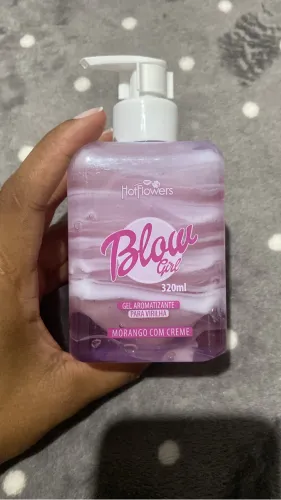 HotFlowers
Blow
Girl
320ml
GEL AROMATIZANTE
PARA VIRILHA
MORANGO COM CREME